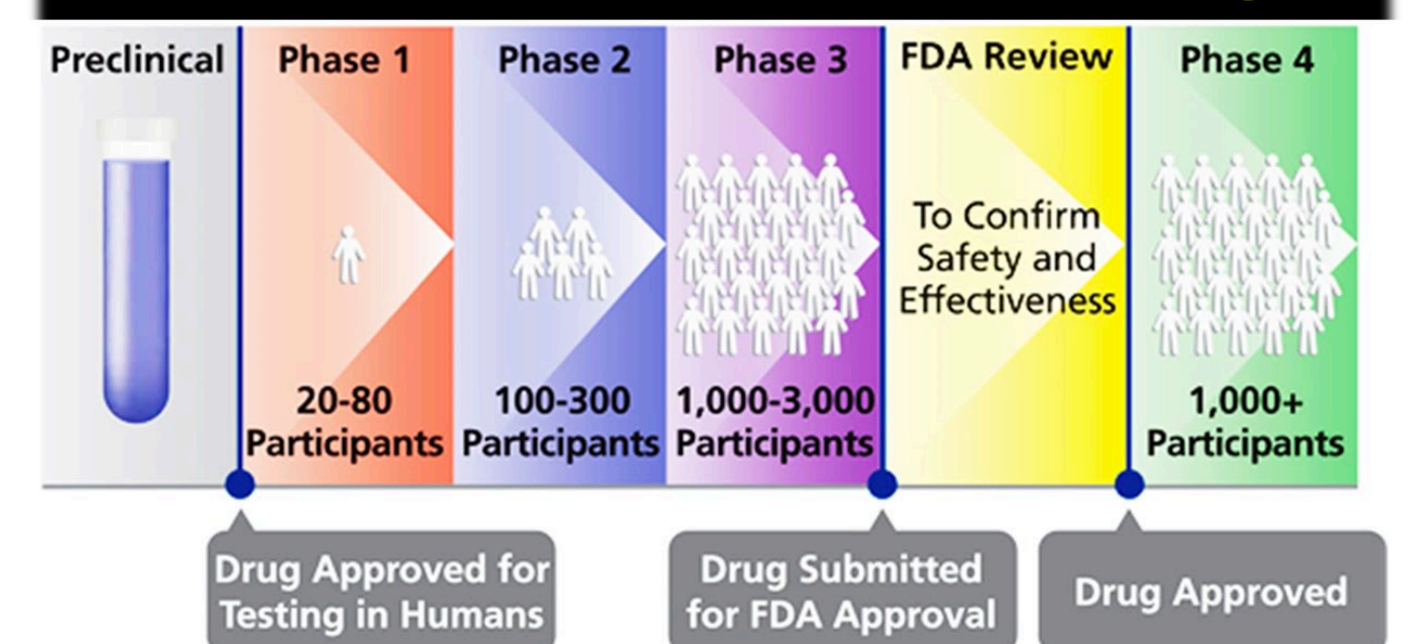 Preclinical
Phase 1
Phase 2
Phase 3
FDA Review
Phase 4
To Confirm
Safety and
Effectiveness
20-80
Participants
100-300
Participants
1,000-3,000
Participants
1,000+
Participants
Drug Approved for
Testing in Humans
Drug Submitted
for FDA Approval
Drug Approved